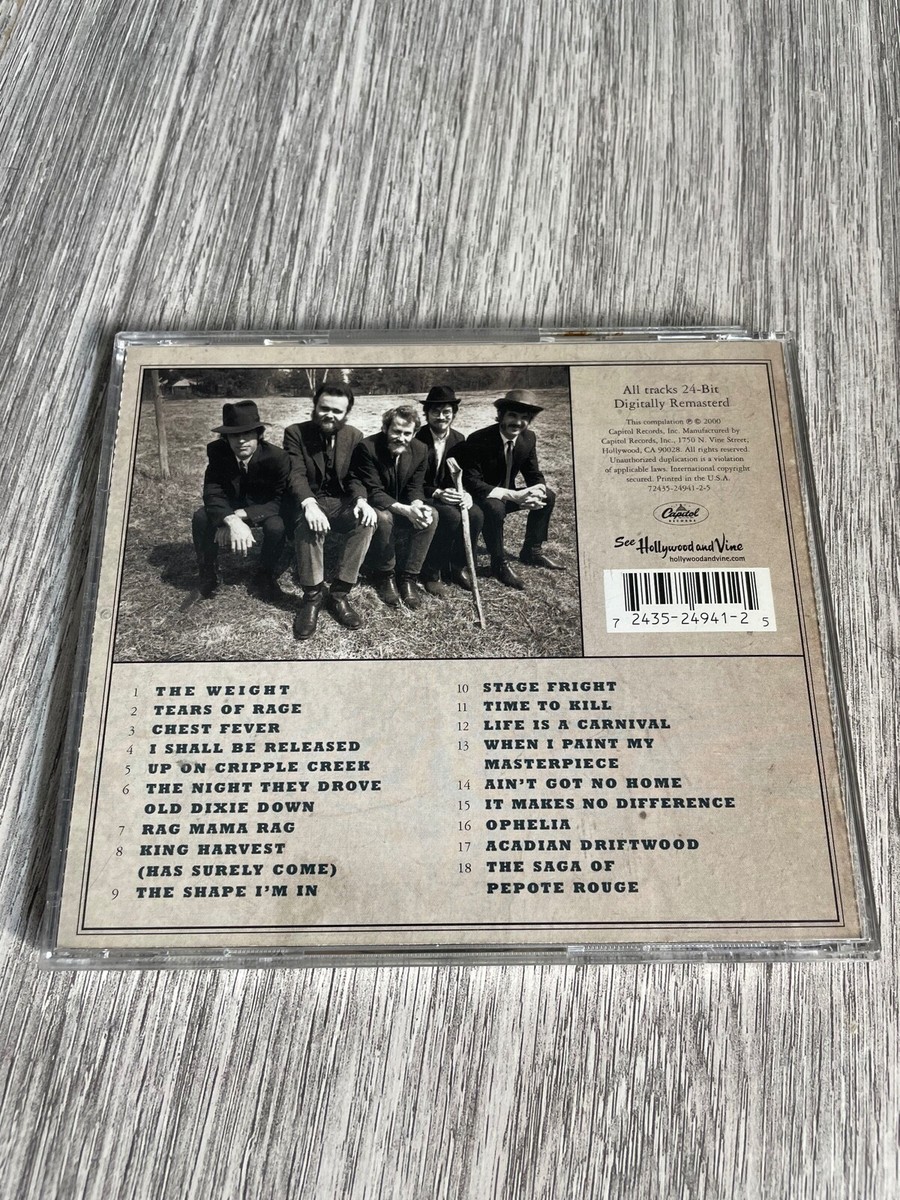 All tracks 24-Bit
Digitally Remasterd
This compilation ℗ © 2000
Capitol Records, Inc. Manufactured by
Capitol Records, Inc., 1750 N. Vine Street,
Hollywood, CA 90028. All rights reserved.
Unauthorized duplication is a violation
of applicable laws. International copyright
secured. Printed in the U.S.A.
72435-24941-2-5
Capitol
RECORDS
See Hollywood and Vine
hollywoodandvine.com
7 2435-24941-2 5
1 THE WEIGHT
2 TEARS OF RAGE
3 CHEST FEVER
4 I SHALL BE RELEASED
5 UP ON CRIPPLE CREEK
6 THE NIGHT THEY DROVE
OLD DIXIE DOWN
7 RAG MAMA RAG
8 KING HARVEST
(HAS SURELY COME)
9 THE SHAPE I'M IN
10 STAGE FRIGHT
11 TIME TO KILL
12 LIFE IS A CARNIVAL
13 WHEN I PAINT MY
MASTERPIECE
14 AIN'T GOT NO HOME
15 IT MAKES NO DIFFERENCE
16 OPHELIA
17 ACADIAN DRIFTWOOD
18 THE SAGA OF
PEPOTE ROUGE